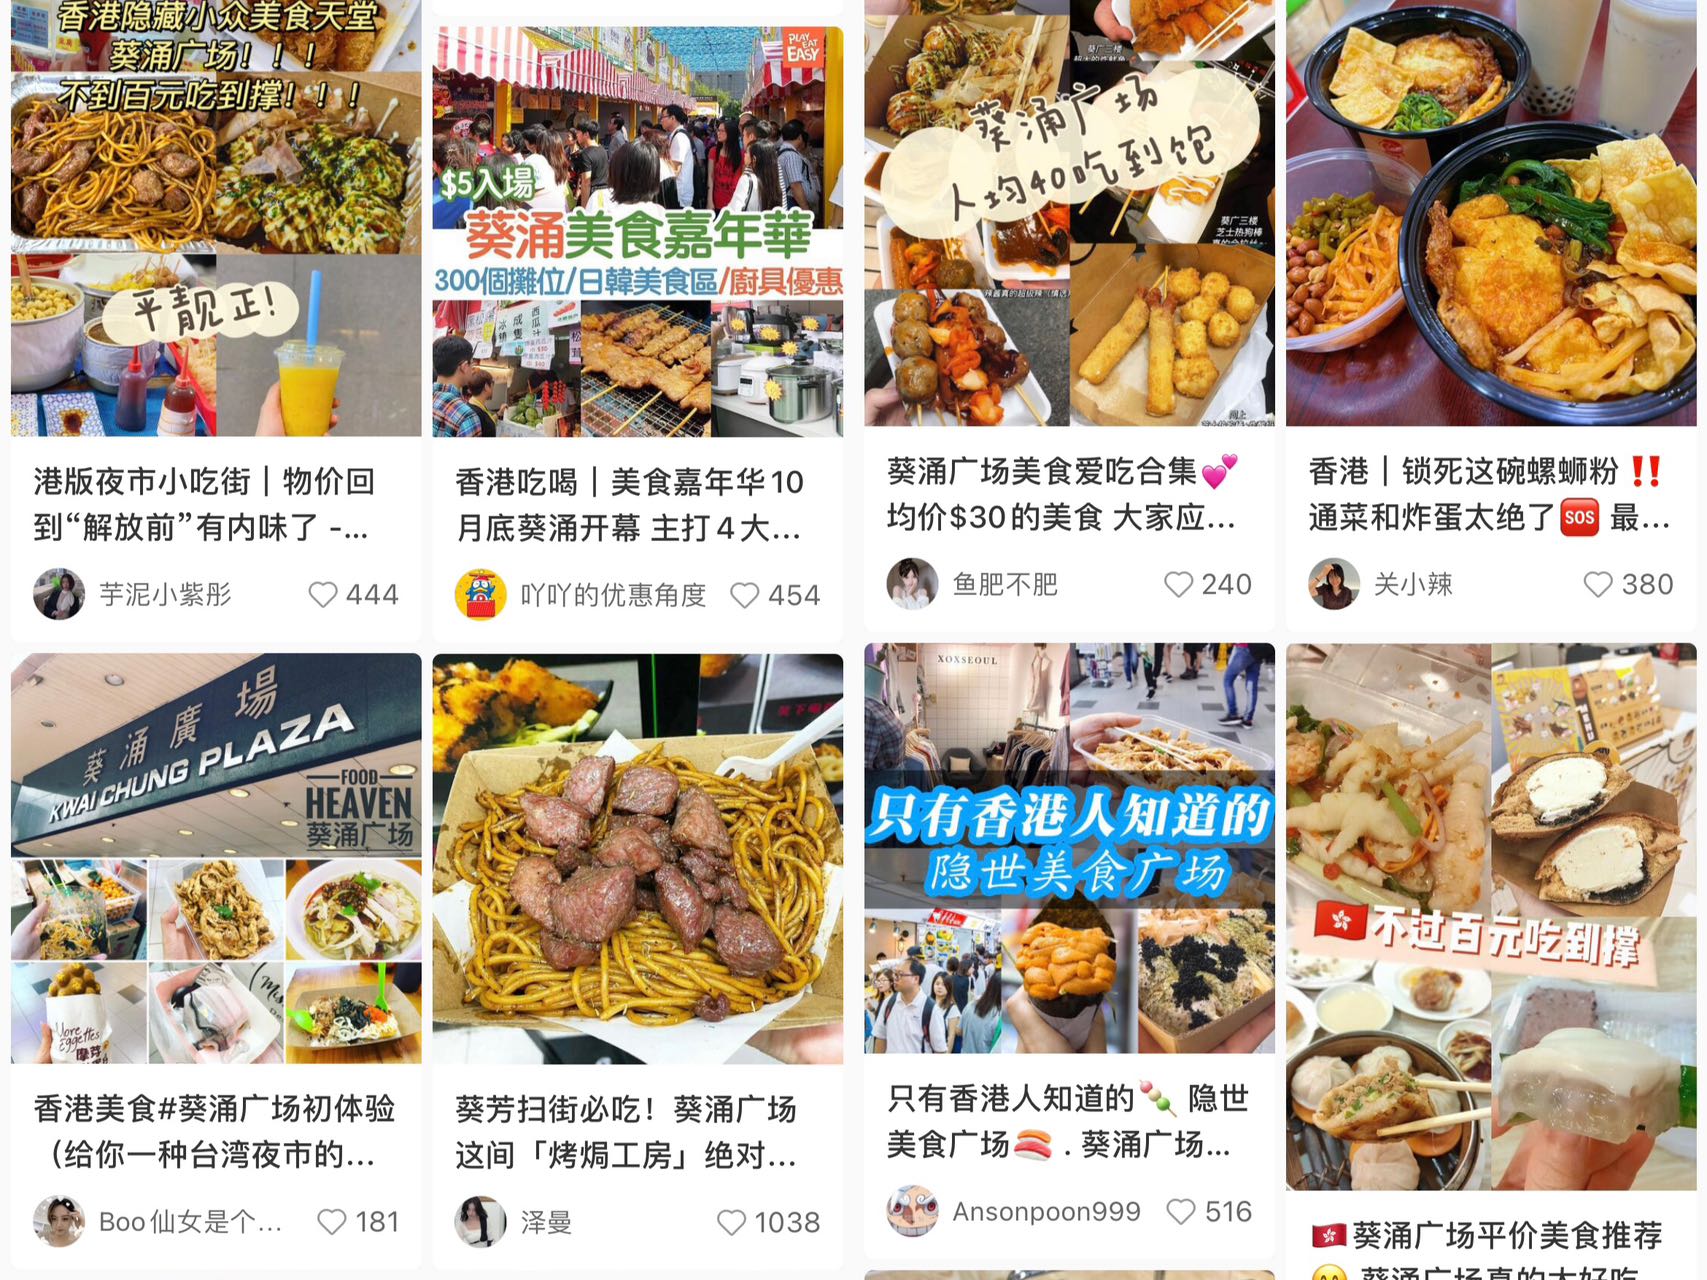 香港隐藏小众美食天堂
葵涌广场！！！
不到百元吃到撑！！！
平靓正!
港版夜市小吃街｜物价回
到“解放前”有内味了 -...
芋泥小紫彤
444
PLAY
EAT
EASY
$5入場
葵涌美食嘉年華
300個攤位/日韓美食區/廚具優惠
香港吃喝｜美食嘉年华10
月底葵涌开幕 主打4大...
吖吖的优惠角度
454
葵广三楼
葵涌广场
人均40吃到饱
葵广三楼
芝士热狗棒
葵涌广场美食爱吃合集💕
均价$30的美食 大家应...
鱼肥不肥
240
香港｜锁死这碗螺蛳粉‼️
通菜和炸蛋太绝了🆘 最...
关小辣
380
葵涌廣場
KWAI CHUNG PLAZA
FOOD
HEAVEN
葵涌广场
香港美食#葵涌广场初体验
（给你一种台湾夜市的...
Boo仙女是个...
181
葵芳扫街必吃！葵涌广场
这间「烤焗工房」绝对...
泽曼
1038
XOXSEOUL
只有香港人知道的
隐世美食广场
只有香港人知道的🍡 隐世
美食广场🍣 . 葵涌广场...
Ansonpoon999
516
🇭🇰不过百元吃到撑
🇭🇰葵涌广场平价美食推荐